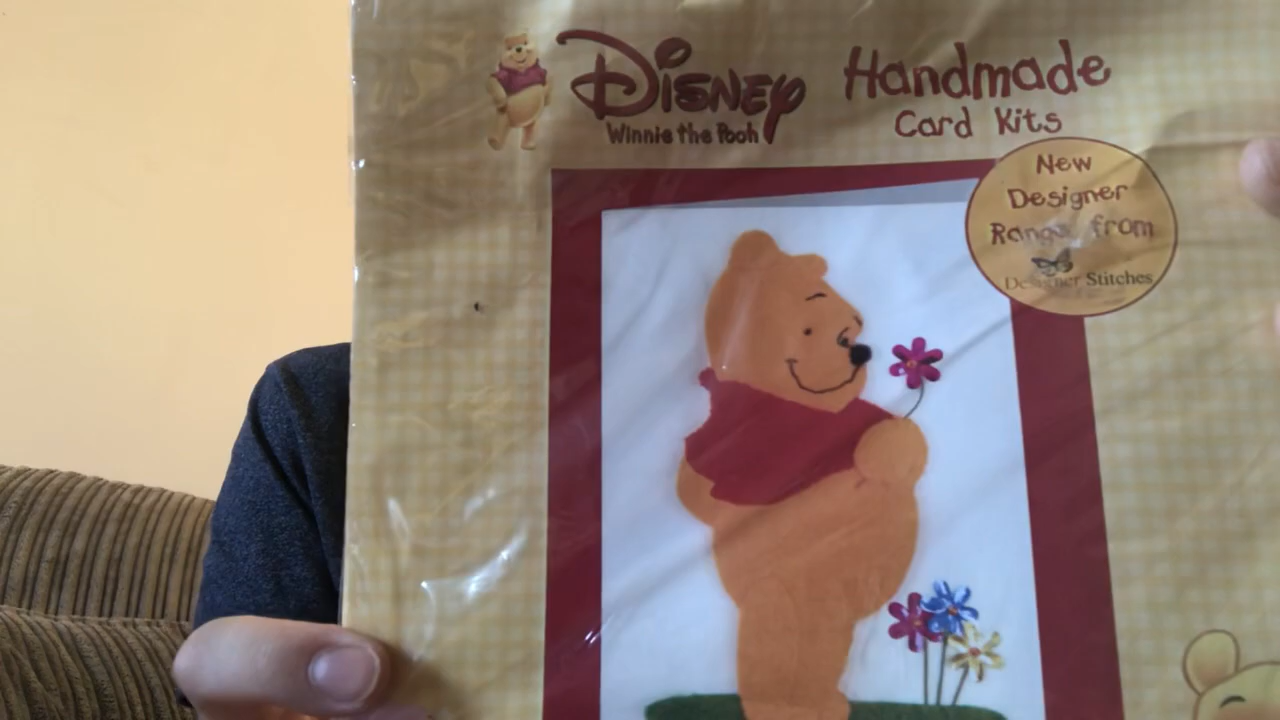 Disney
Winnie the Pooh
Handmade
Card Kits
New
Designer
Range from
Designer Stitches